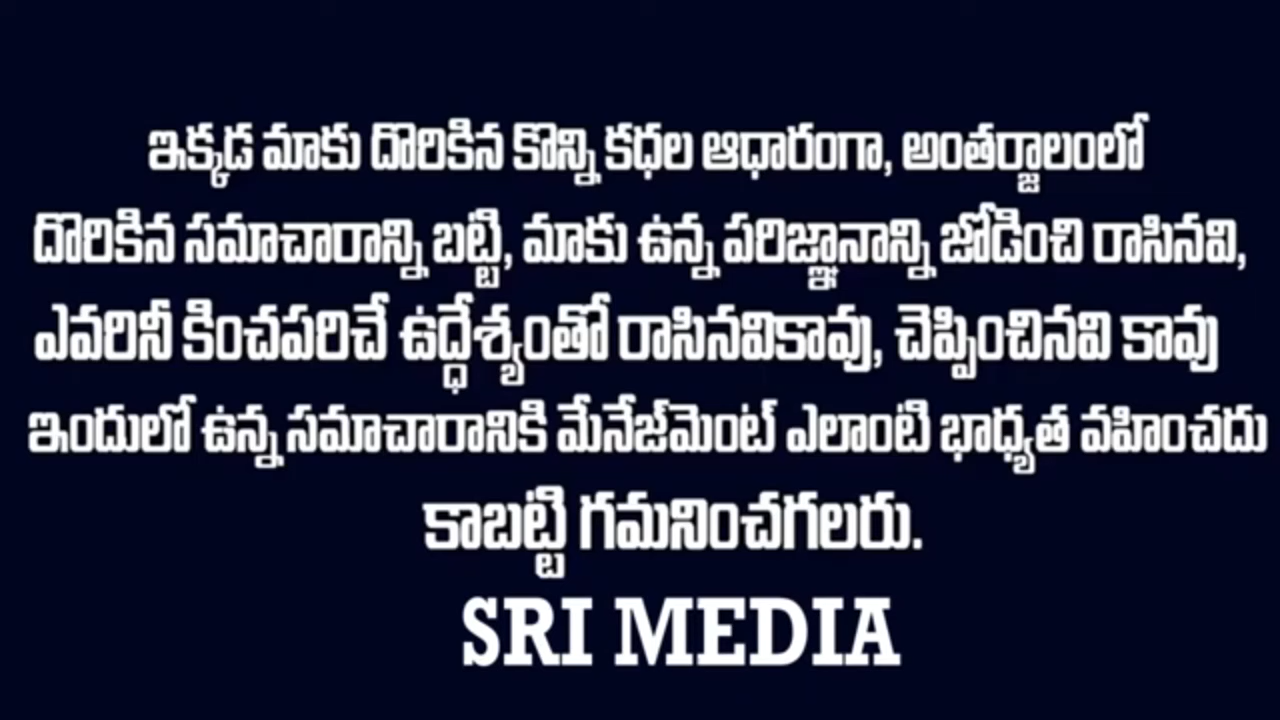 ఇక్కడ మాకు దొరికిన కొన్ని కధల ఆధారంగా, అంతర్జాలంలో
దొరికిన సమాచారాన్ని బట్టి, మాకు ఉన్న పరిజ్ఞానాన్ని జోడించి రాసినవి,
ఎవరినీ కించపరిచే ఉద్ధేశ్యంతో రాసినవికావు, చెప్పించినవి కావు
ఇందులో ఉన్న సమాచారానికి మేనేజ్‌మెంట్ ఎలాంటి భాధ్యత వహించదు
కాబట్టి గమనించగలరు.
SRI MEDIA